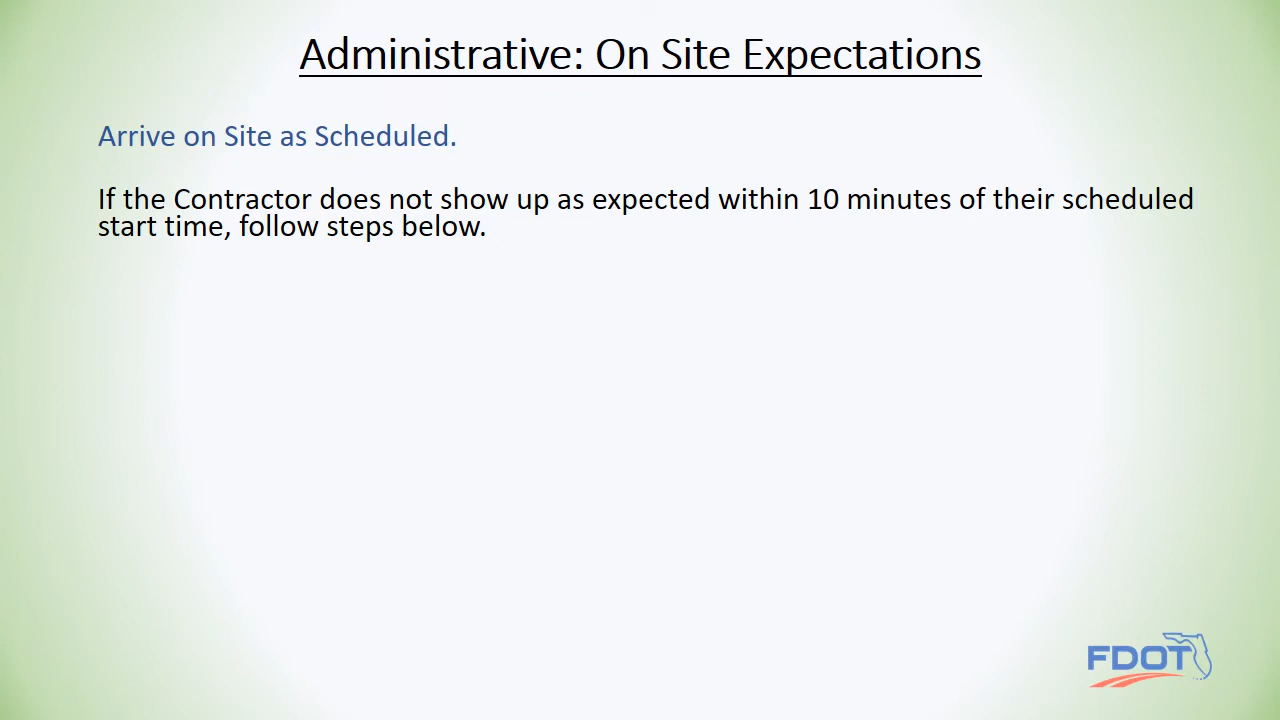 Administrative: On Site Expectations
Arrive on Site as Scheduled.
If the Contractor does not show up as expected within 10 minutes of their scheduled
start time, follow steps below.
FDOT